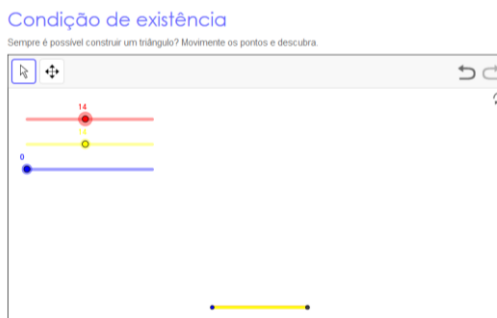 Condição de existência
Sempre é possível construir um triângulo? Movimente os pontos e descubra.
14
0